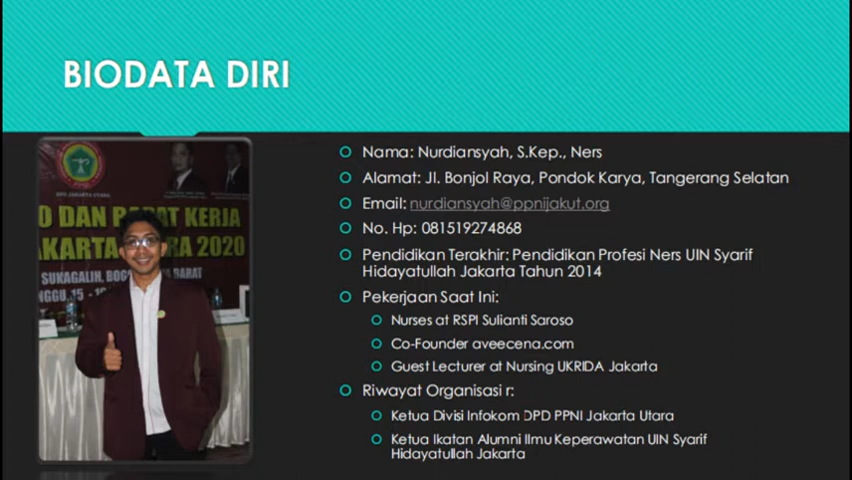 BIODATA DIRI
Nama: Nurdiansyah, S.Kep., Ners
Alamat: Jl. Bonjol Raya, Pondok Karya, Tangerang Selatan
Email: nurdiansyah@ppnijakut.org
No. Hp: 081519274868
Pendidikan Terakhir: Pendidikan Profesi Ners UIN Syarif
Hidayatullah Jakarta Tahun 2014
Pekerjaan Saat Ini:
Nurses at RSPI Sulianti Saroso
Co-Founder aveecena.com
Guest Lecturer at Nursing UKRIDA Jakarta
Riwayat Organisasi r:
Ketua Divisi Infokom DPD PPNI Jakarta Utara
Ketua Ikatan Alumni Ilmu Keperawatan UIN Syarif
Hidayatullah Jakarta
DPD JAKARTA UTARA
DAN KERJA
2020
SUKAGALIH,